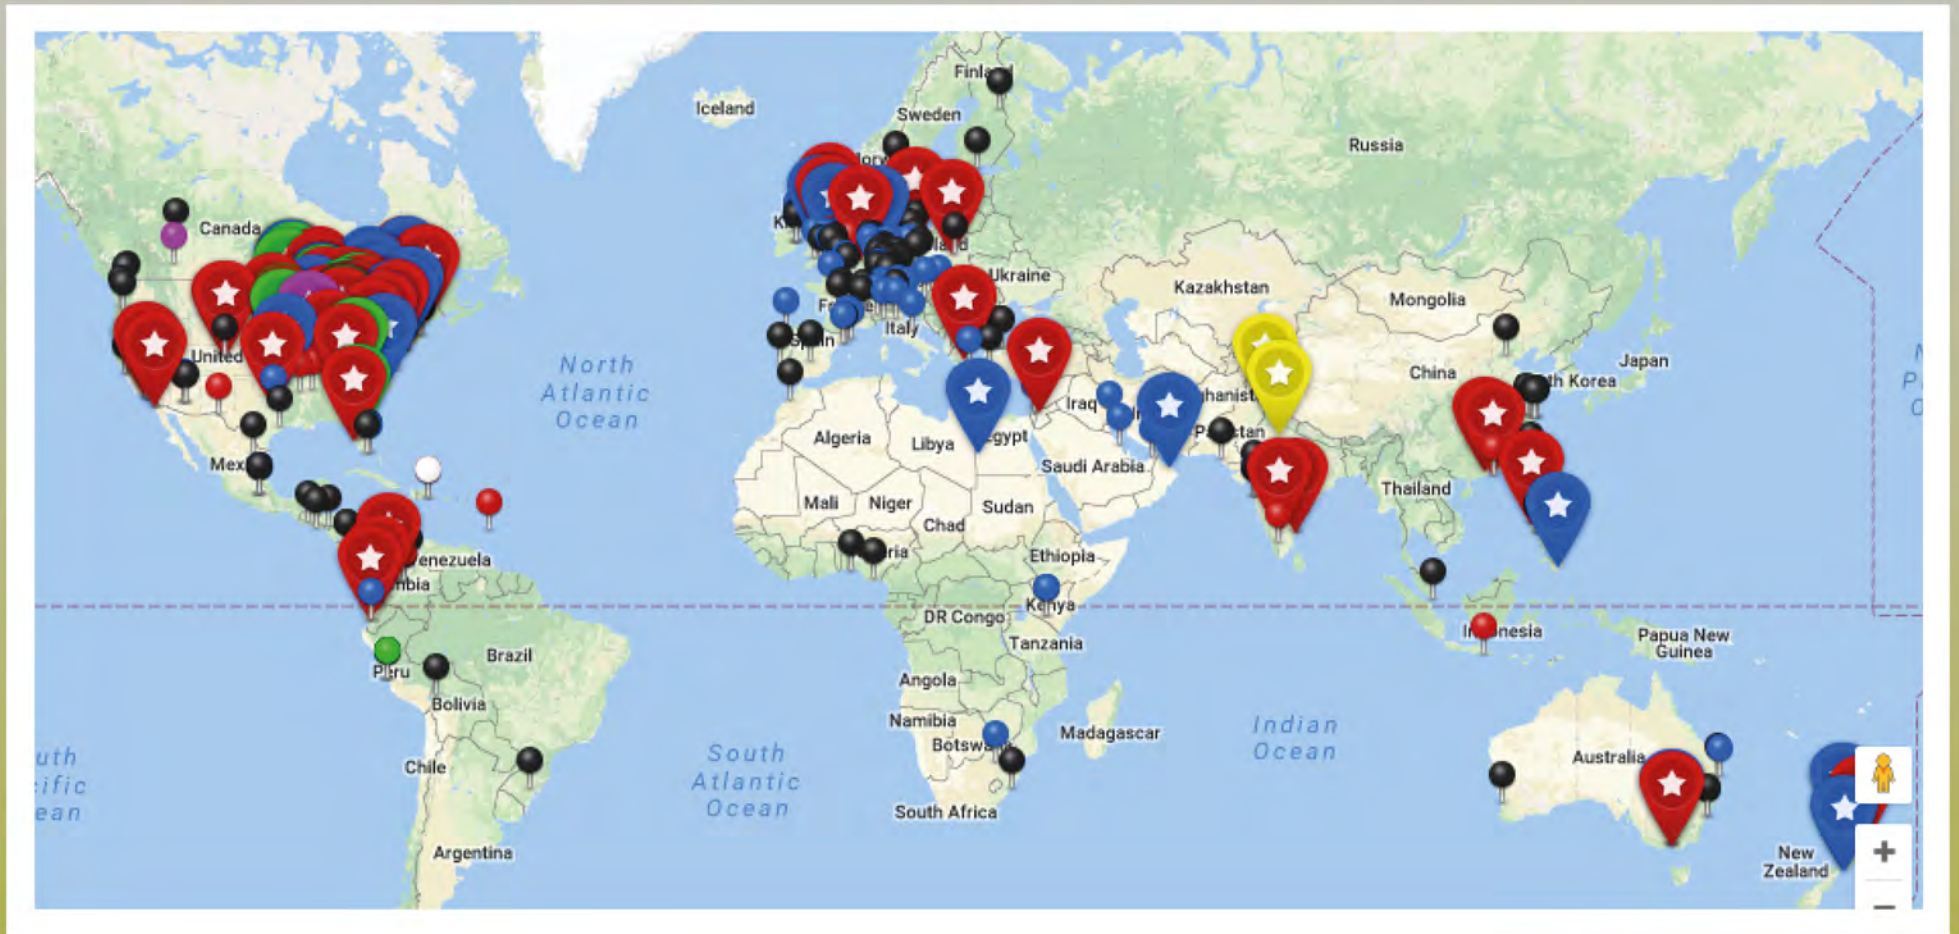 Iceland
Sweden
Russia
Canada
Ukraine
Kazakhstan
Mongolia
Italy
United
North
Atlantic
Ocean
China
Japan
Iraq
Algeria
Libya
Saudi Arabia
Mali
Niger
Sudan
Chad
Thailand
Ethiopia
Kenya
DR Congo
Tanzania
Papua New
Guinea
Brazil
Peru
Angola
Bolivia
Namibia
Madagascar
Indian
Ocean
South
Atlantic
Ocean
Chile
Australia
South Africa
Argentina
New
Zealand
+